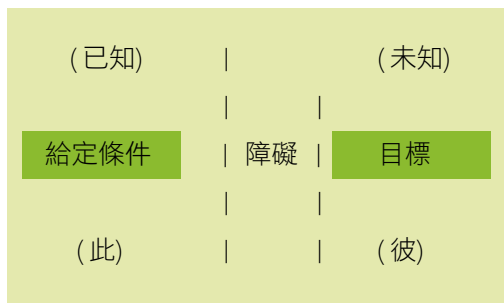 (已知) | (未知)
| |
給定條件 | 障礙 | 目標
| |
(此) | | (彼)